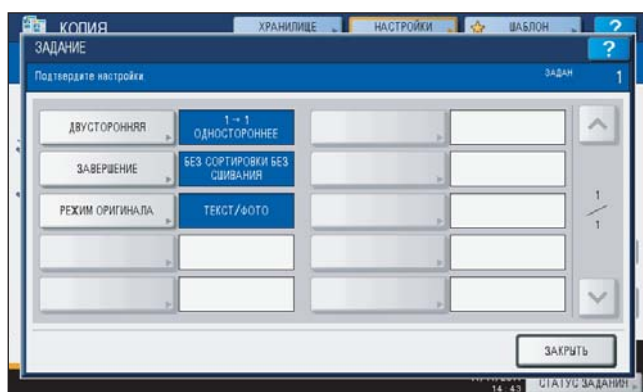 КОПИЯ
ХРАНИЛИЩЕ
НАСТРОЙКИ
ШАБЛОН
?
ЗАДАНИЕ
?
Подтвердите настройки.
ЗАДАН 1
ДВУСТОРОННЯЯ
1 → 1
ОДНОСТОРОННЕЕ
ЗАВЕРШЕНИЕ
БЕЗ СОРТИРОВКИ БЕЗ
СШИВАНИЯ
РЕЖИМ ОРИГИНАЛА
ТЕКСТ/ФОТО
1
1
ЗАКРЫТЬ
14:43
СТАТУС ЗАДАНИЯ